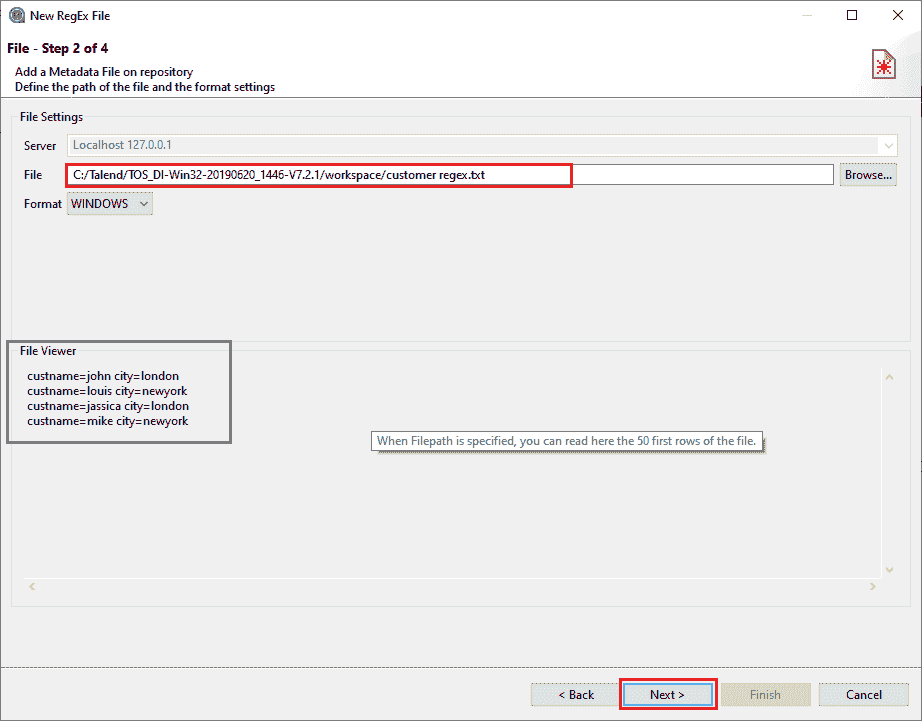 New RegEx File
File - Step 2 of 4
Add a Metadata File on repository
Define the path of the file and the format settings
File Settings
Server Localhost 127.0.0.1
File C:/Talend/TOS_DI-Win32-20190620_1446-V7.2.1/workspace/customer regex.txt Browse...
Format WINDOWS
File Viewer
custname=john city=london
custname=louis city=newyork
custname=jassica city=london
custname=mike city=newyork
When Filepath is specified, you can read here the 50 first rows of the file.
< Back Next > Finish Cancel